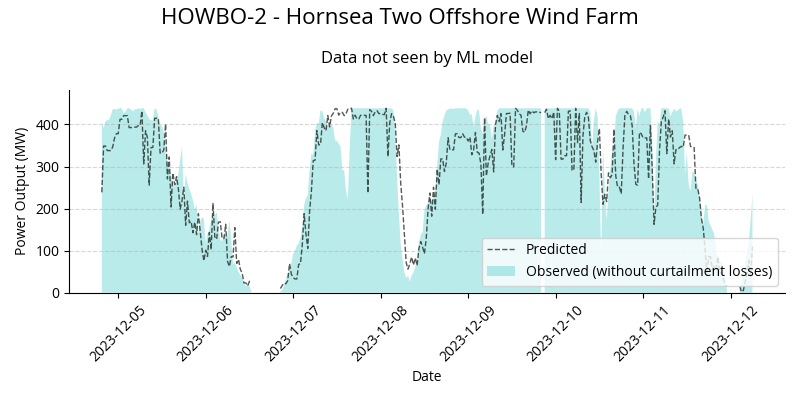 HOWBO-2 - Hornsea Two Offshore Wind Farm
Data not seen by ML model
Power Output (MW)
400
300
200
100
0
Predicted
Observed (without curtailment losses)
2023-12-05
2023-12-06
2023-12-07
2023-12-08
2023-12-09
2023-12-10
2023-12-11
2023-12-12
Date